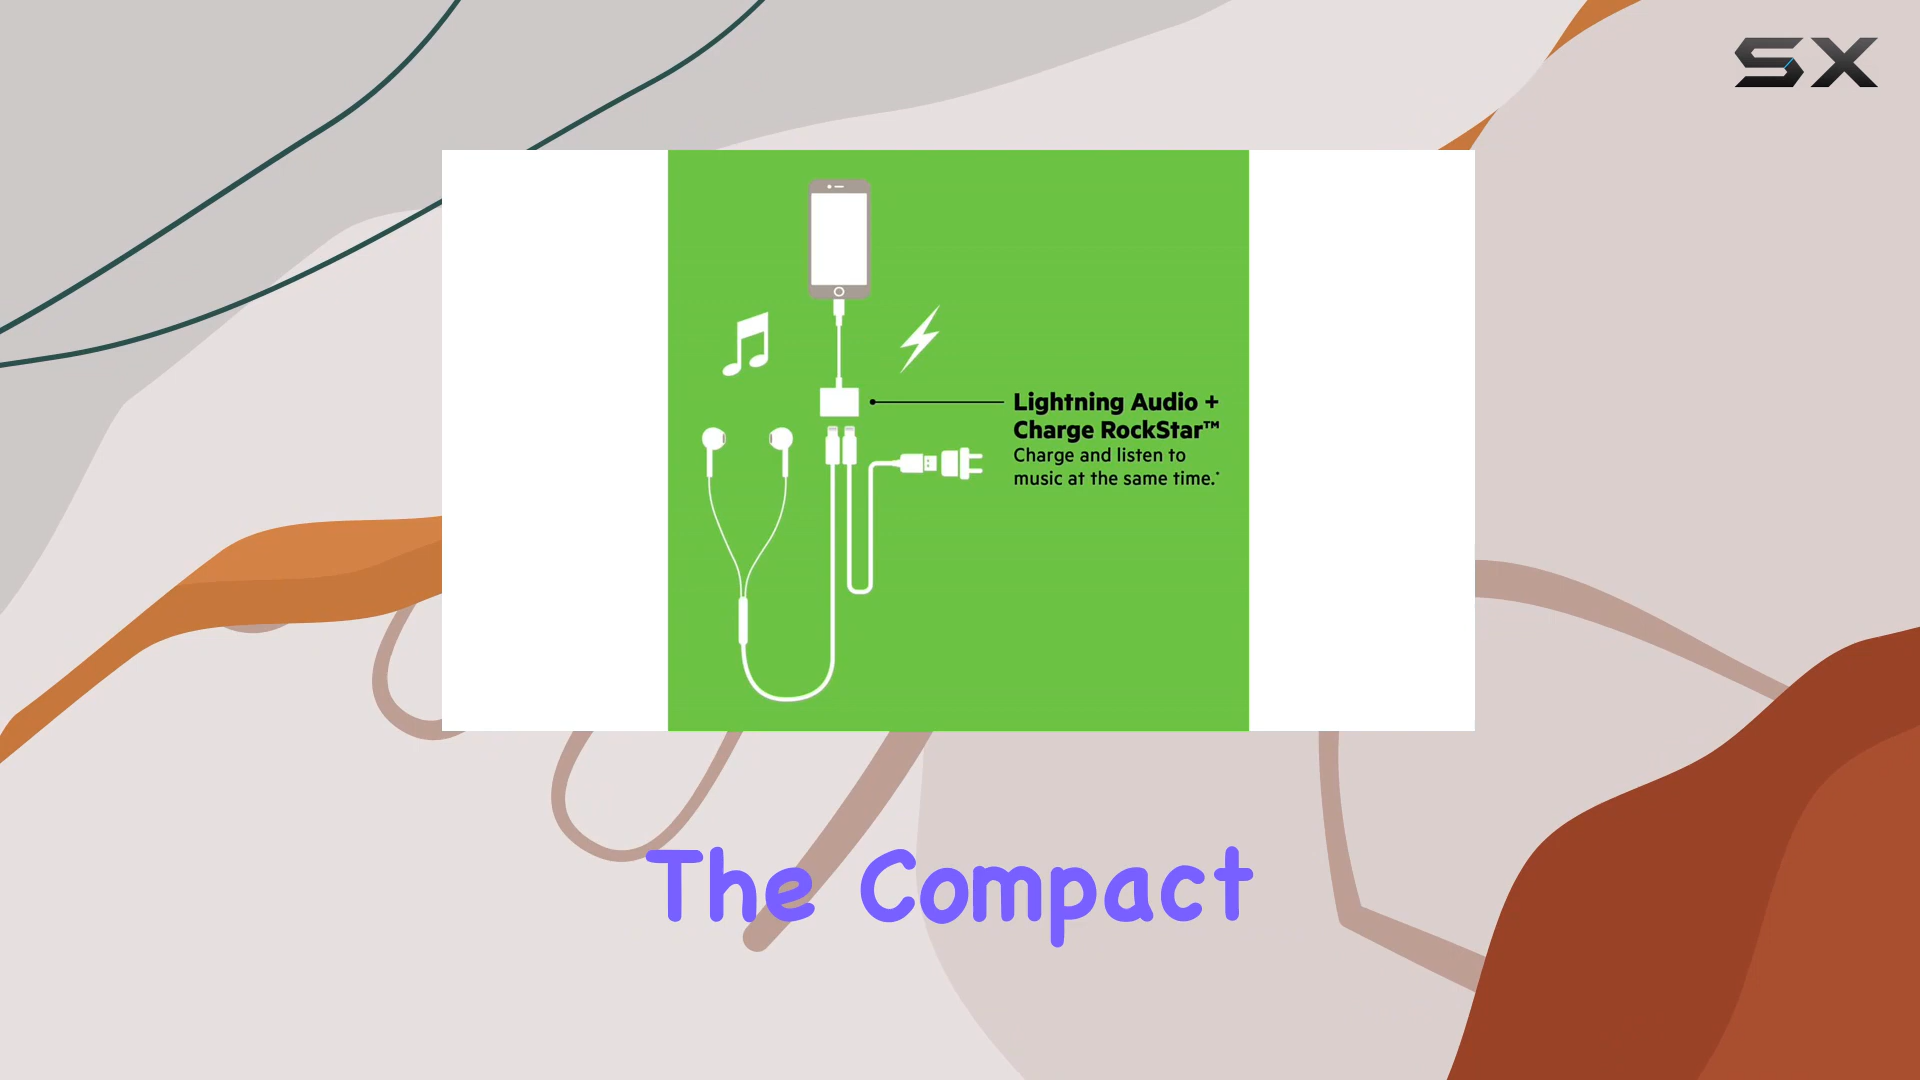 SX
Lightning Audio +
Charge RockStar™
Charge and listen to
music at the same time.*
The Compact